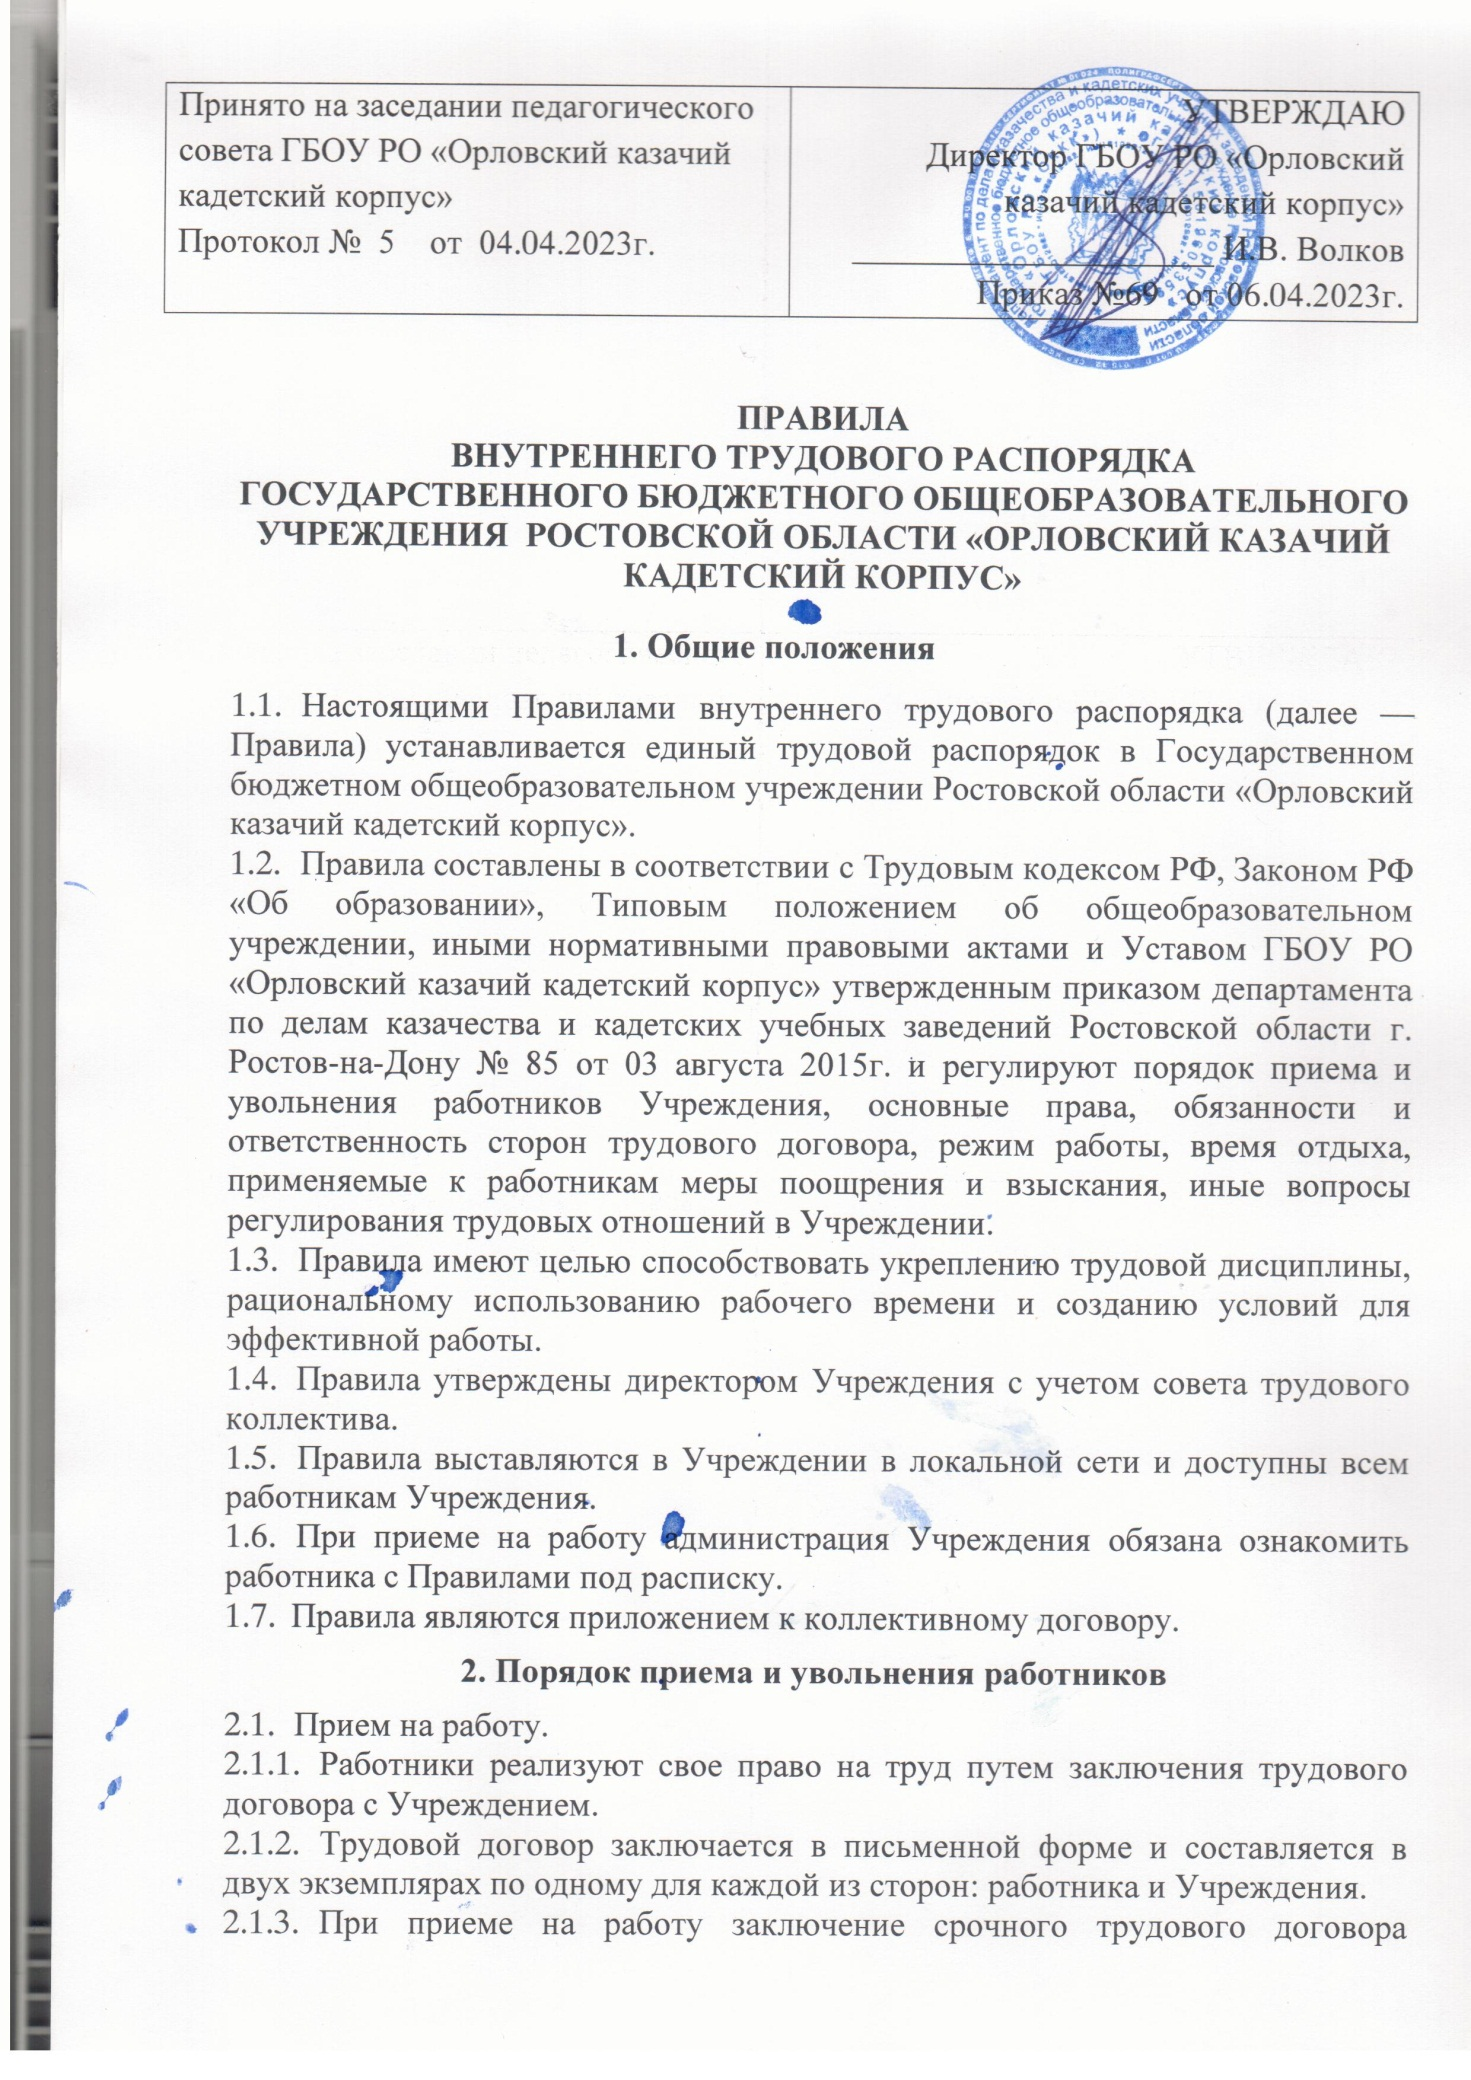 Принято на заседании педагогического
совета ГБОУ РО «Орловский казачий
кадетский корпус»
Протокол № 5 от 04.04.2023г.
УТВЕРЖДАЮ
Директор ГБОУ РО «Орловский
казачий кадетский корпус»
И.В. Волков
Приказ №69 от 06.04.2023г.
ПРАВИЛА
ВНУТРЕННЕГО ТРУДОВОГО РАСПОРЯДКА
ГОСУДАРСТВЕННОГО БЮДЖЕТНОГО ОБЩЕОБРАЗОВАТЕЛЬНОГО
УЧРЕЖДЕНИЯ РОСТОВСКОЙ ОБЛАСТИ «ОРЛОВСКИЙ КАЗАЧИЙ
КАДЕТСКИЙ КОРПУС»
1. Общие положения
1.1. Настоящими Правилами внутреннего трудового распорядка (далее —
Правила) устанавливается единый трудовой распорядок в Государственном
бюджетном общеобразовательном учреждении Ростовской области «Орловский
казачий кадетский корпус».
1.2. Правила составлены в соответствии с Трудовым кодексом РФ, Законом РФ
«Об образовании», Типовым положением об общеобразовательном
учреждении, иными нормативными правовыми актами и Уставом ГБОУ РО
«Орловский казачий кадетский корпус» утвержденным приказом департамента
по делам казачества и кадетских учебных заведений Ростовской области г.
Ростов-на-Дону № 85 от 03 августа 2015г. и регулируют порядок приема и
увольнения работников Учреждения, основные права, обязанности и
ответственность сторон трудового договора, режим работы, время отдыха,
применяемые к работникам меры поощрения и взыскания, иные вопросы
регулирования трудовых отношений в Учреждении.
1.3. Правила имеют целью способствовать укреплению трудовой дисциплины,
рациональному использованию рабочего времени и созданию условий для
эффективной работы.
1.4. Правила утверждены директором Учреждения с учетом совета трудового
коллектива.
1.5. Правила выставляются в Учреждении в локальной сети и доступны всем
работникам Учреждения.
1.6. При приеме на работу администрация Учреждения обязана ознакомить
работника с Правилами под расписку.
1.7. Правила являются приложением к коллективному договору.
2. Порядок приема и увольнения работников
2.1. Прием на работу.
2.1.1. Работники реализуют свое право на труд путем заключения трудового
договора с Учреждением.
2.1.2. Трудовой договор заключается в письменной форме и составляется в
двух экземплярах по одному для каждой из сторон: работника и Учреждения.
2.1.3. При приеме на работу заключение срочного трудового договора